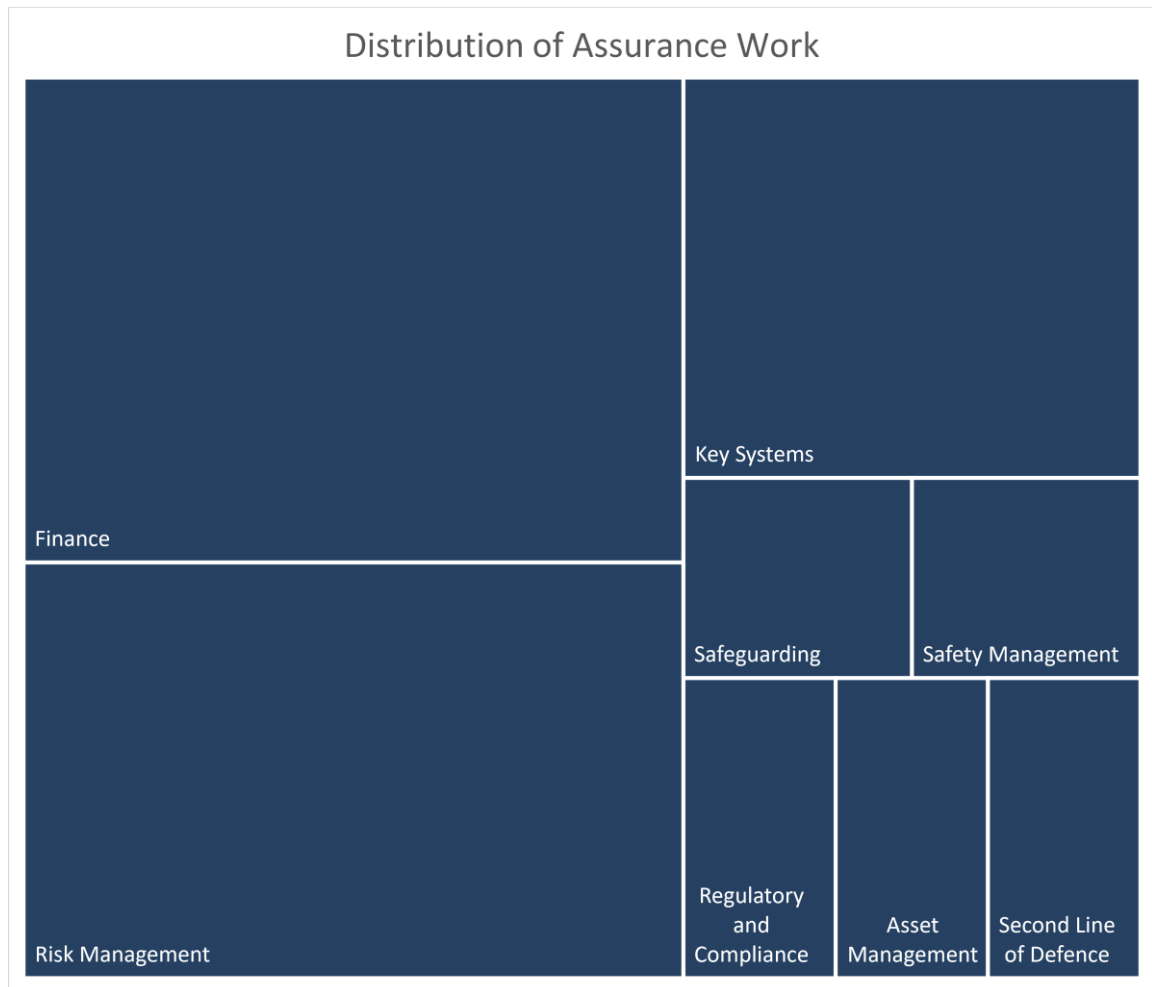 Distribution of Assurance Work
Key Systems
Finance
Safeguarding
Safety Management
Risk Management
Regulatory
and
Compliance
Asset
Management
Second Line
of Defence